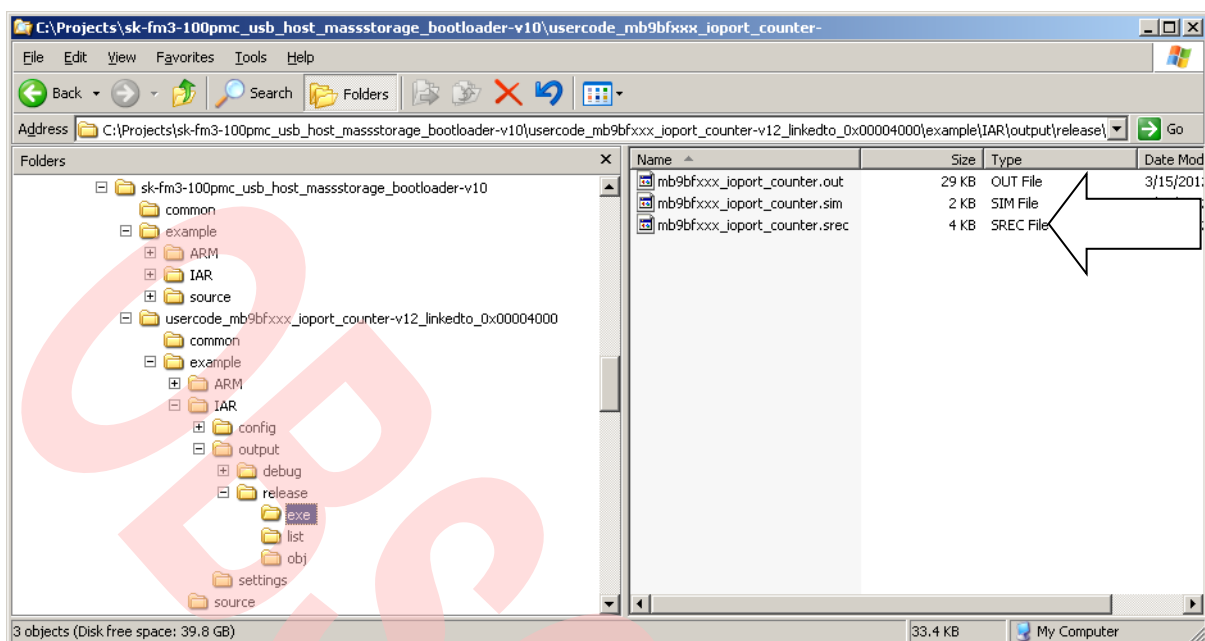 C:\Projects\sk-fm3-100pmc_usb_host_massstorage_bootloader-v10\usercode_mb9bfxxx_ioport_counter-
File Edit View Favorites Tools Help
Back Search Folders
Address C:\Projects\sk-fm3-100pmc_usb_host_massstorage_bootloader-v10\usercode_mb9bfxxx_ioport_counter-v12_linkedto_0x00004000\example\IAR\output\release\ Go
Folders x Name Size Type Date Mod
sk-fm3-100pmc_usb_host_massstorage_bootloader-v10
common
example
ARM
IAR
source
usercode_mb9bfxxx_ioport_counter-v12_linkedto_0x00004000
common
example
ARM
IAR
config
output
debug
release
exe
list
obj
settings
source
mb9bfxxx_ioport_counter.out 29 KB OUT File 3/15/201
mb9bfxxx_ioport_counter.sim 2 KB SIM File
mb9bfxxx_ioport_counter.srec 4 KB SREC File
3 objects (Disk free space: 39.8 GB) 33.4 KB My Computer